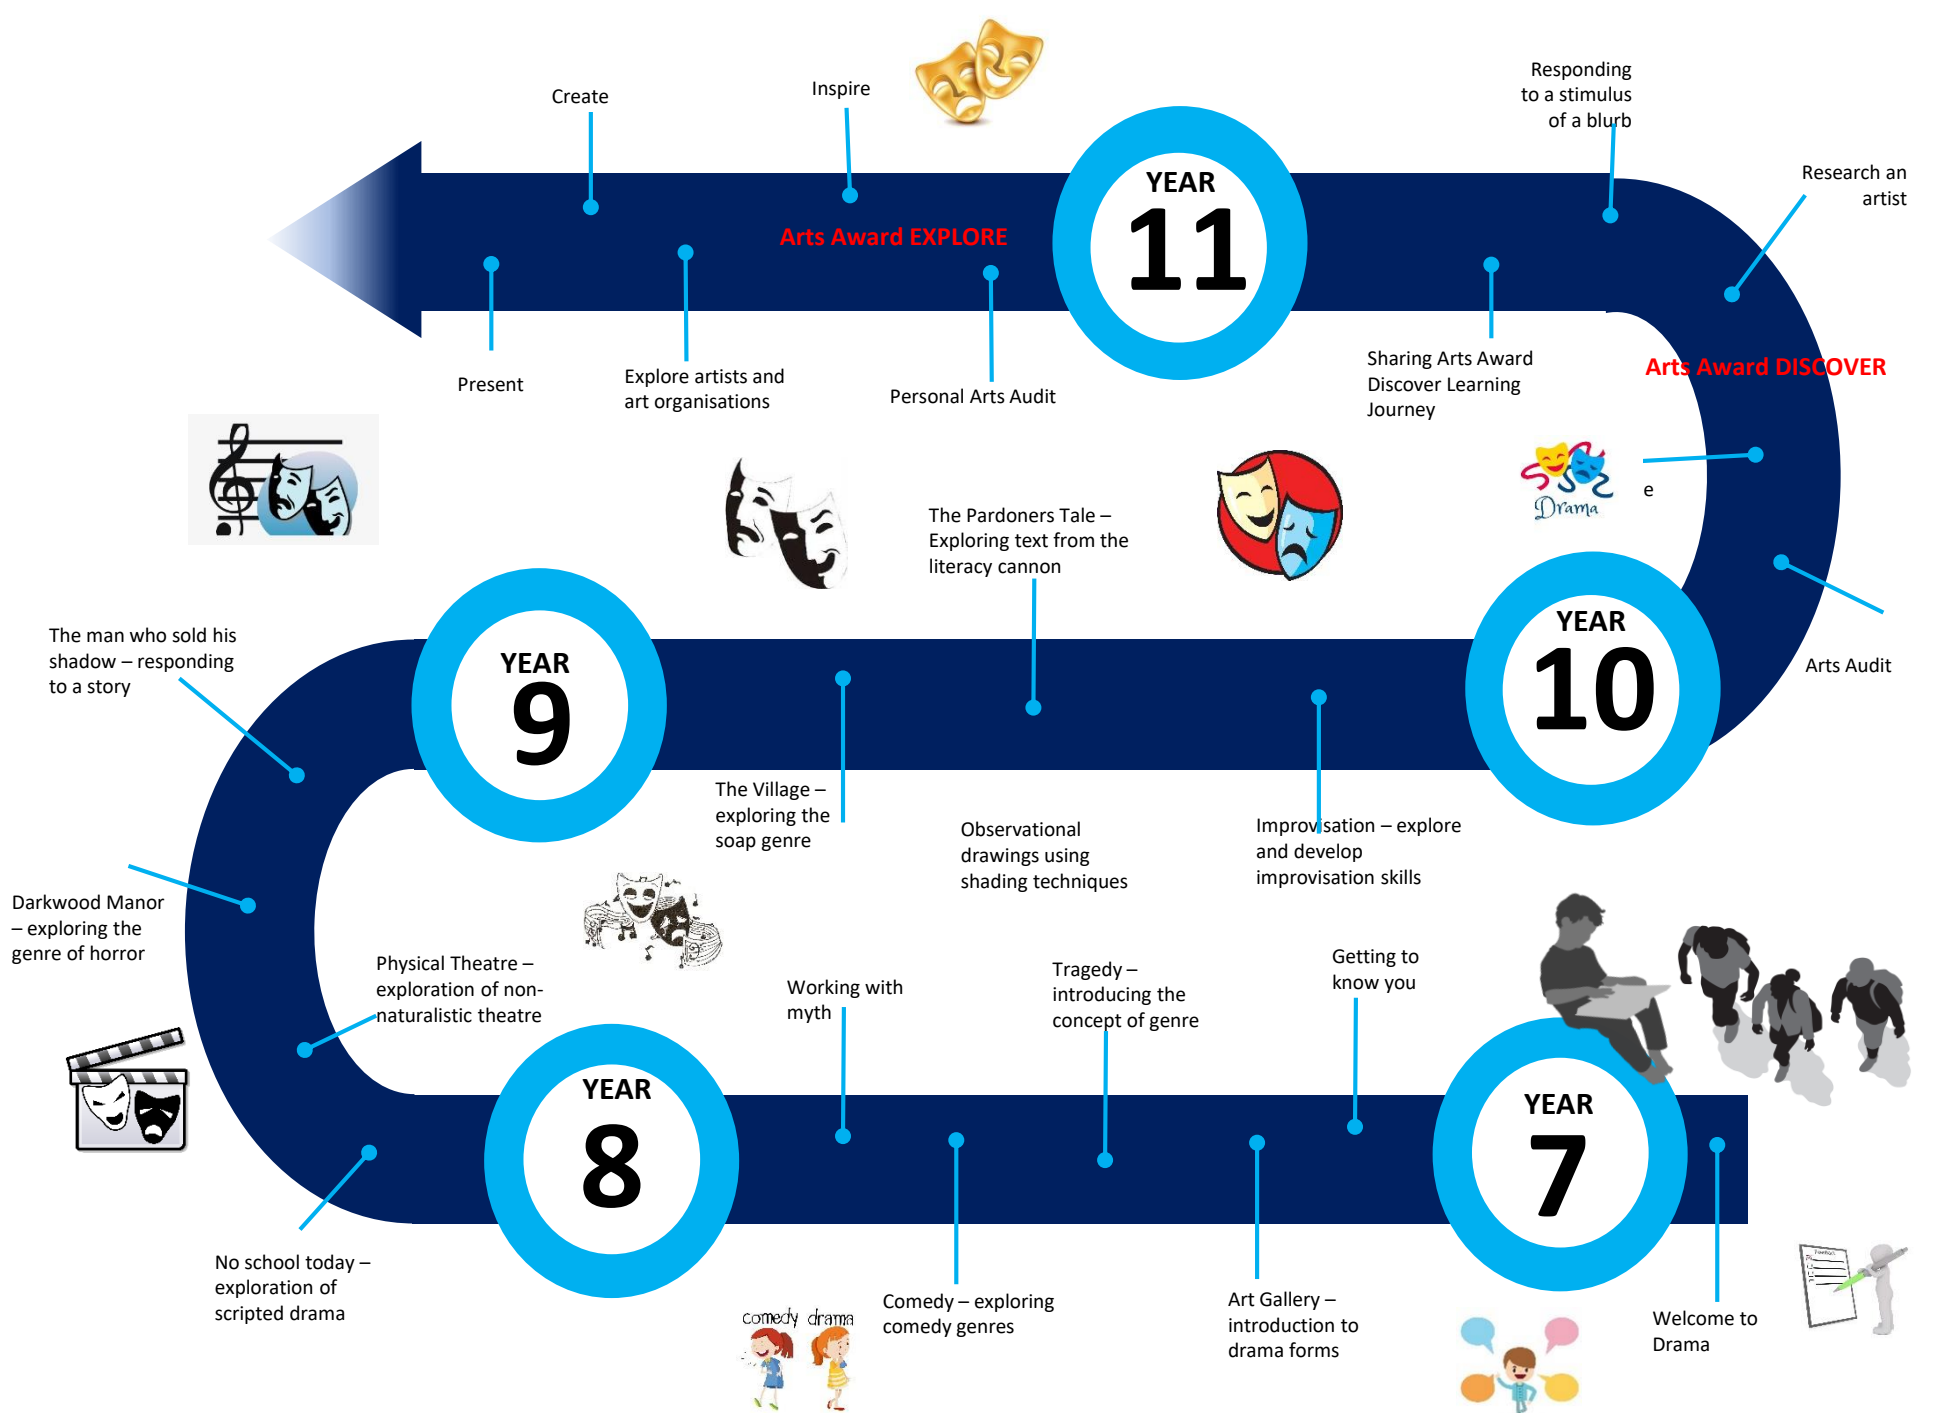 Create
Inspire
Responding
to a stimulus
of a blurb
Research an
artist
YEAR
11
Arts Award EXPLORE
Present
Explore artists and
art organisations
Personal Arts Audit
Sharing Arts Award
Discover Learning
Journey
Arts Award DISCOVER
Drama
e
The Pardoners Tale –
Exploring text from the
literacy cannon
The man who sold his
shadow – responding
to a story
YEAR
9
YEAR
10
Arts Audit
The Village –
exploring the
soap genre
Observational
drawings using
shading techniques
Improvisation – explore
and develop
improvisation skills
Darkwood Manor
– exploring the
genre of horror
Physical Theatre –
exploration of non-
naturalistic theatre
Working with
myth
Tragedy –
introducing the
concept of genre
Getting to
know you
YEAR
8
YEAR
7
No school today –
exploration of
scripted drama
comedy drama
Comedy – exploring
comedy genres
Art Gallery –
introduction to
drama forms
Welcome to
Drama